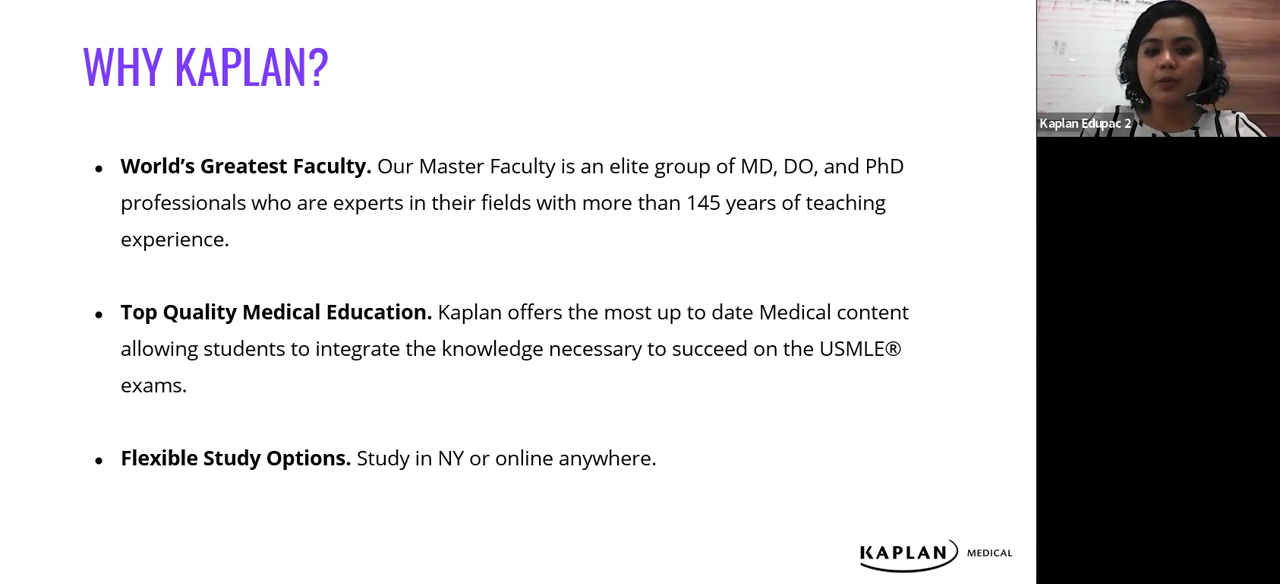 WHY KAPLAN?
• World’s Greatest Faculty. Our Master Faculty is an elite group of MD, DO, and PhD
professionals who are experts in their fields with more than 145 years of teaching
experience.
• Top Quality Medical Education. Kaplan offers the most up to date Medical content
allowing students to integrate the knowledge necessary to succeed on the USMLE®
exams.
• Flexible Study Options. Study in NY or online anywhere.
KAPLAN MEDICAL
Kaplan Edupac 2